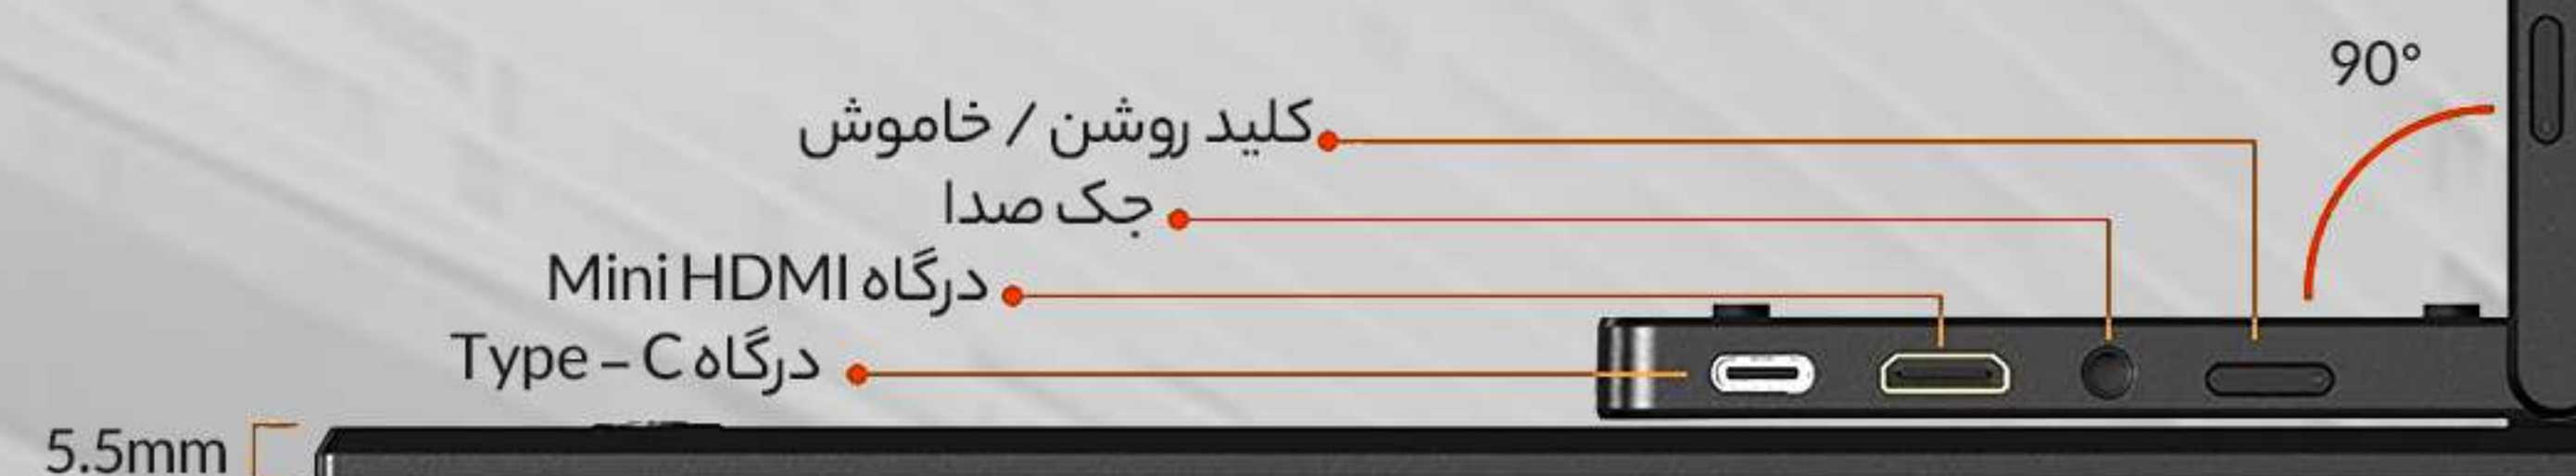 90°
کلید روشن / خاموش
جک صدا
درگاه Mini HDMI
درگاه Type – C
5.5mm